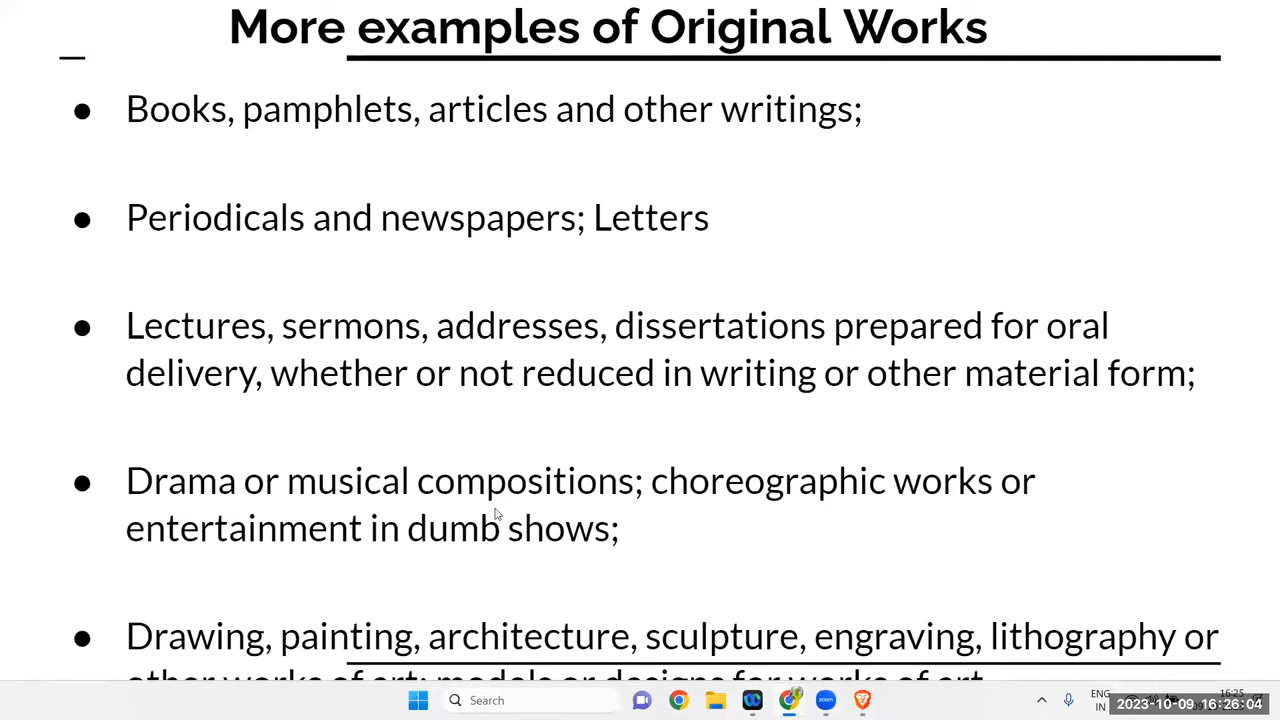 More examples of Original Works
● Books, pamphlets, articles and other writings;
● Periodicals and newspapers; Letters
● Lectures, sermons, addresses, dissertations prepared for oral
delivery, whether or not reduced in writing or other material form;
● Drama or musical compositions; choreographic works or
entertainment in dumb shows;
● Drawing, painting, architecture, sculpture, engraving, lithography or
other works of art; models or designs for works of art
Search
ENG
IN
16:25
2023-10-09 16:26:04